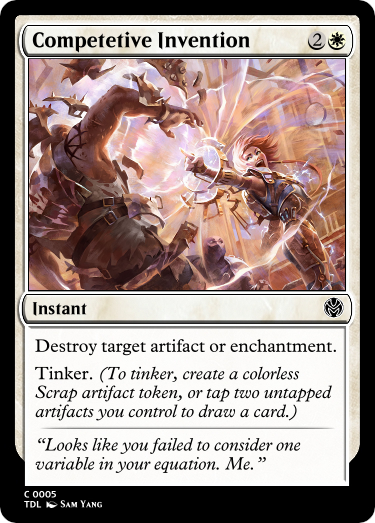 Competetive Invention 2
Instant
Destroy target artifact or enchantment.
Tinker. (To tinker, create a colorless
Scrap artifact token, or tap two untapped
artifacts you control to draw a card.)
“Looks like you failed to consider one
variable in your equation. Me.”
C 0005
TDL Sam Yang